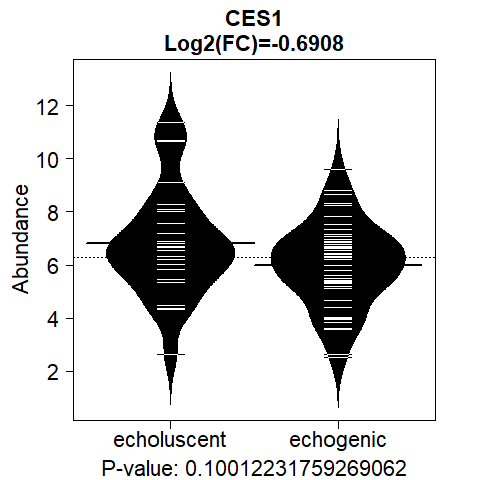 CES1
Log2(FC)=-0.6908
Abundance
12
10
8
6
4
2
echoluscent echogenic
P-value: 0.10012231759269062